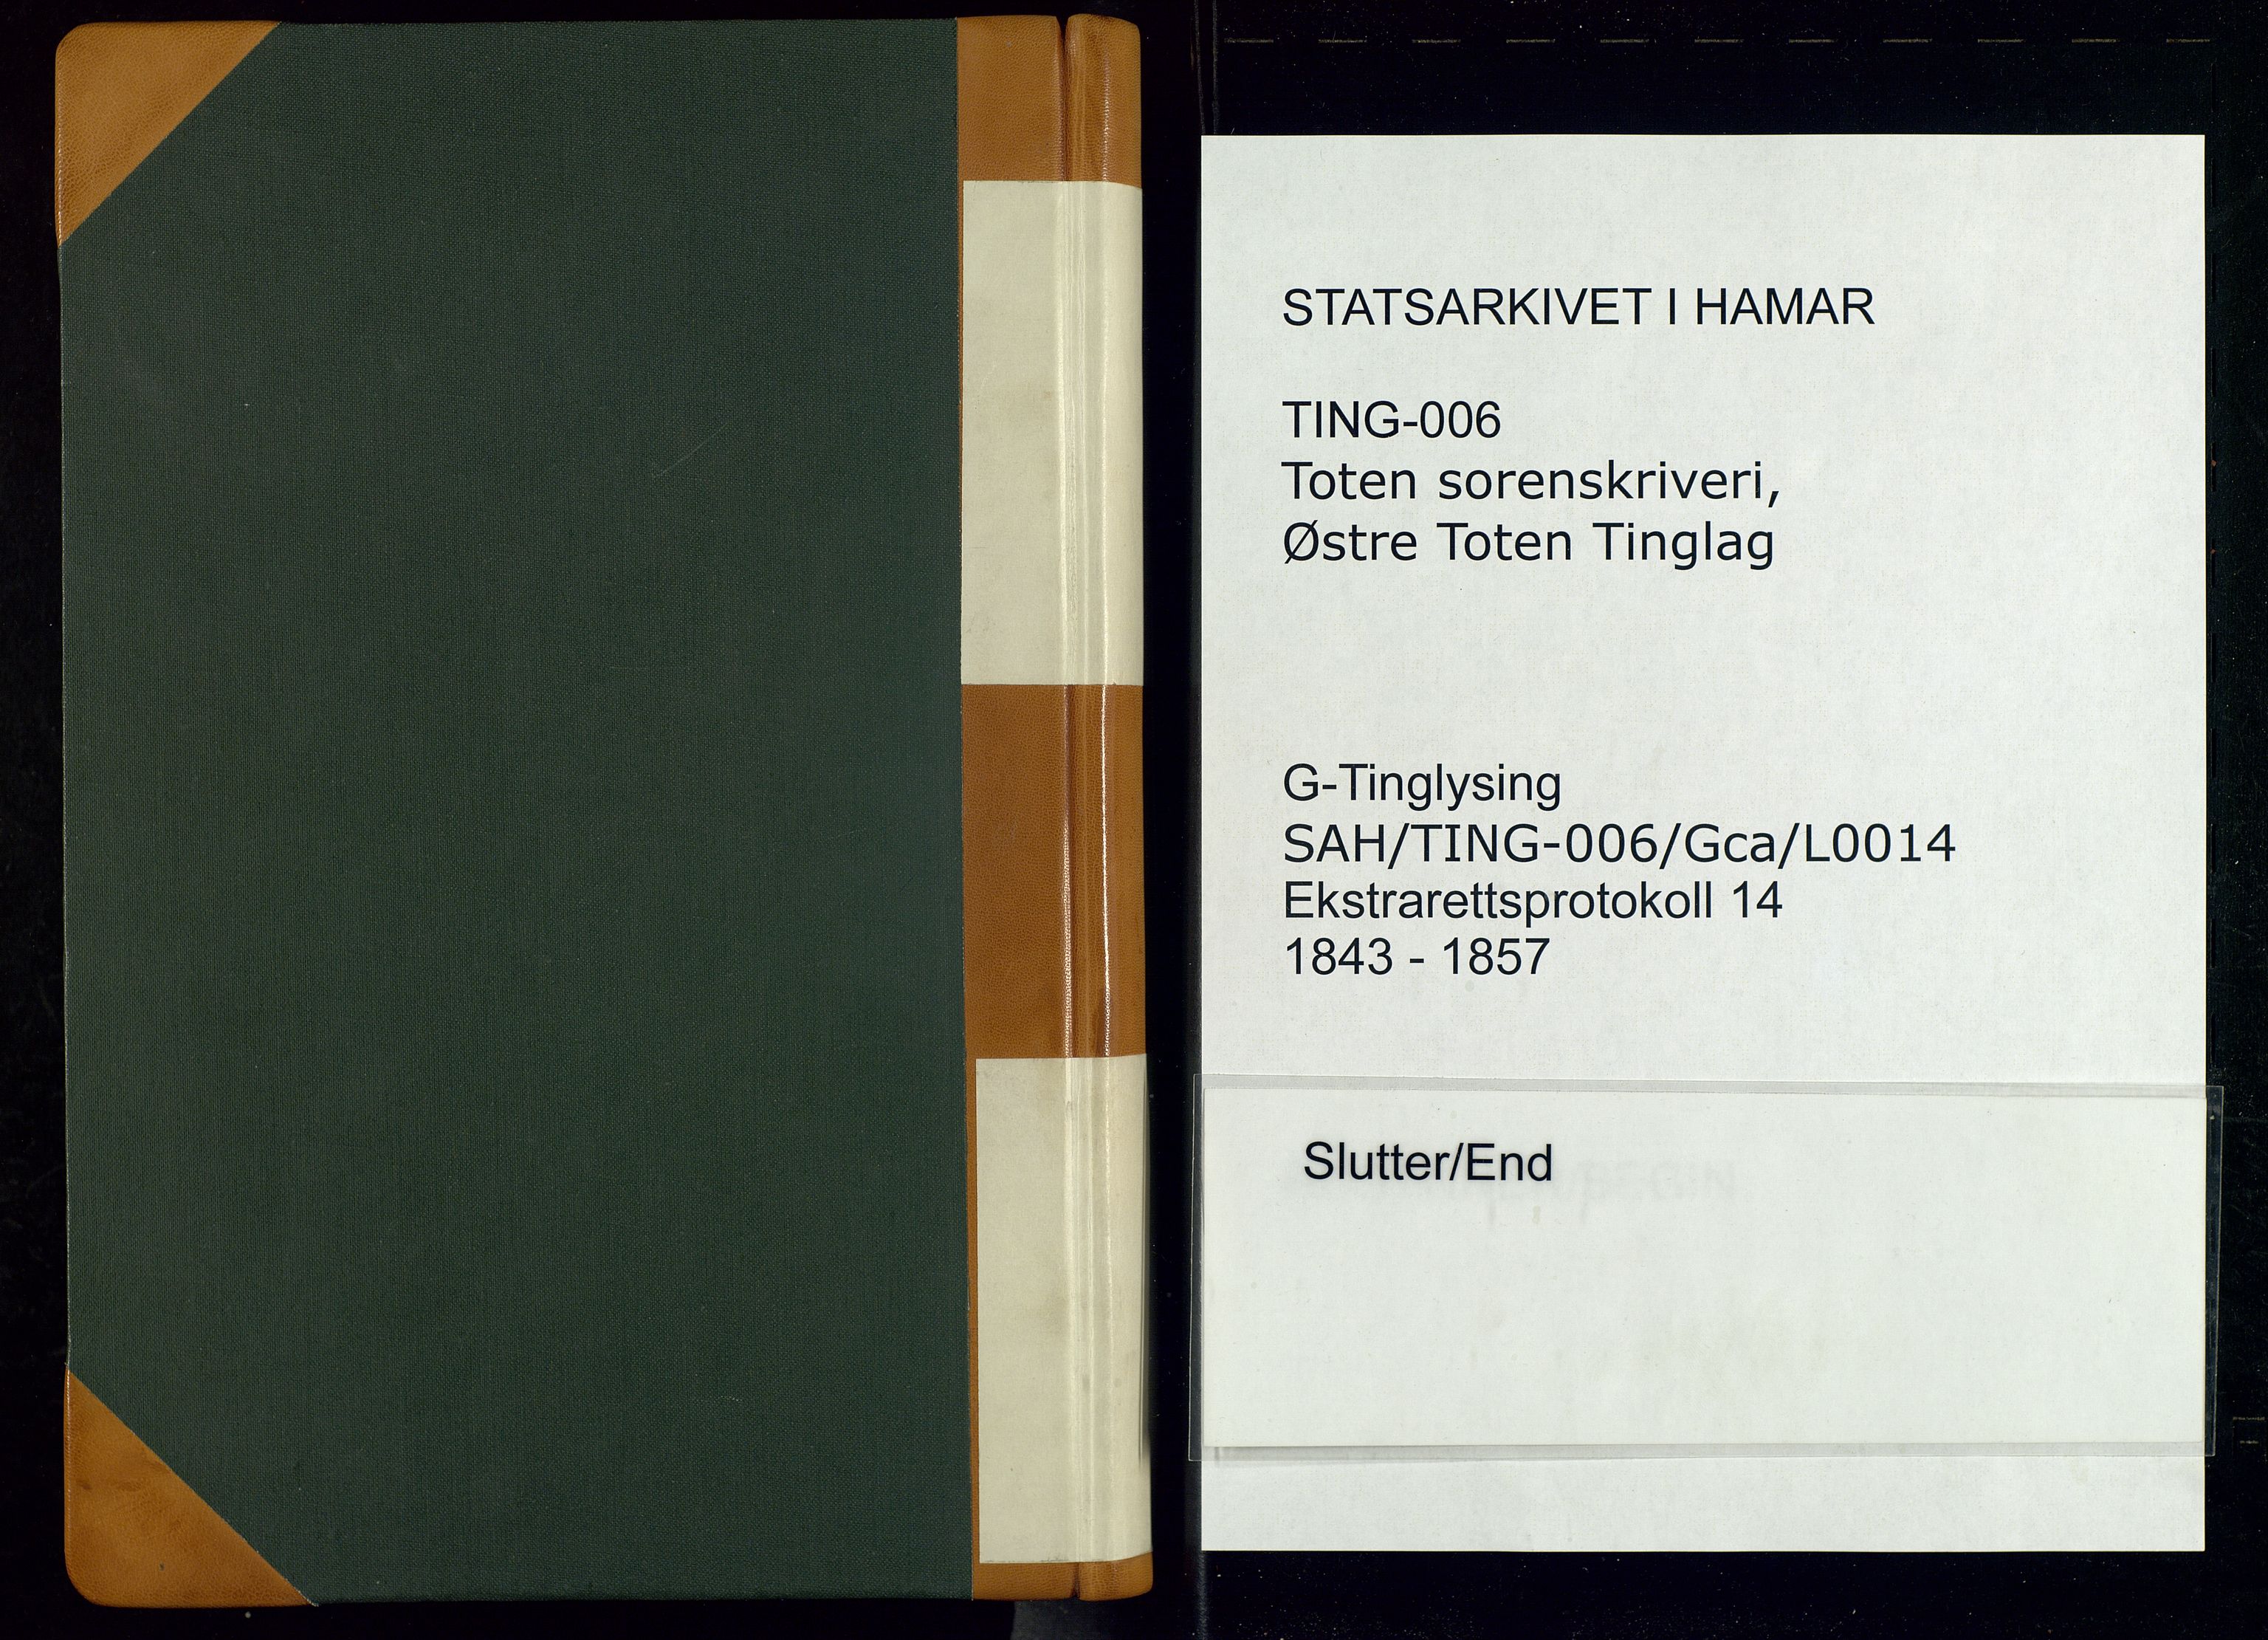 STATSARKIVET I HAMAR
TING-006
Toten sorenskriveri,
Østre Toten Tinglag
G-Tinglysing
SAH/TING-006/Gca/L0014
Ekstrarettsprotokoll 14
1843 - 1857
Slutter/End